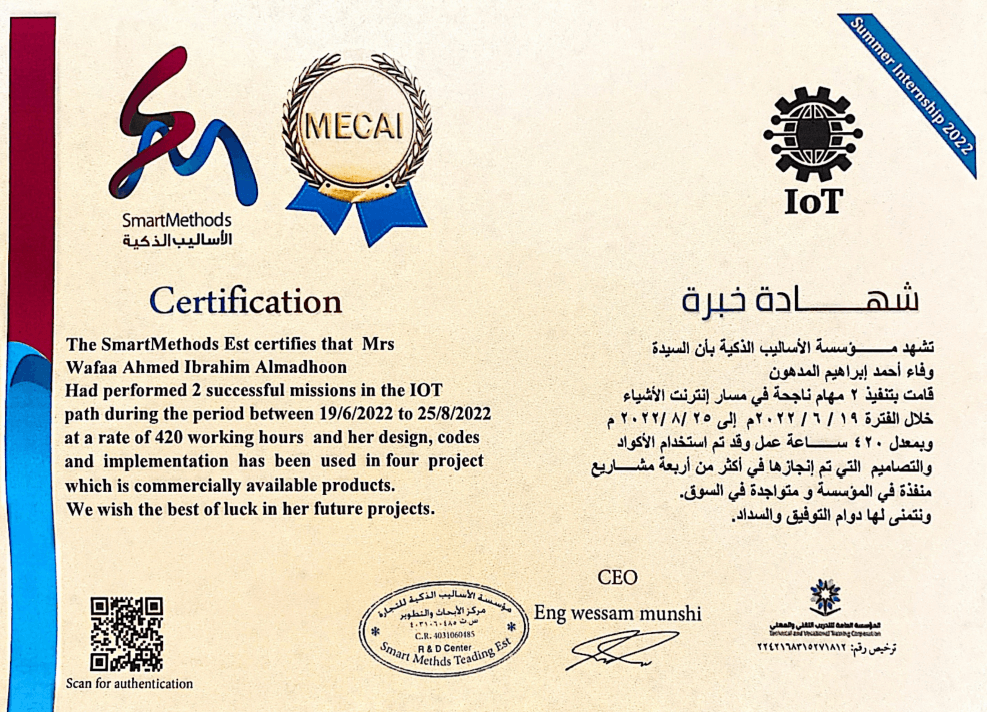 Summer Internship 2022
MECAI
IoT
SmartMethods
الأساليب الذكية
Certification
The SmartMethods Est certifies that Mrs
Wafaa Ahmed Ibrahim Almadhoon
Had performed 2 successful missions in the IOT
path during the period between 19/6/2022 to 25/8/2022
at a rate of 420 working hours and her design, codes
and implementation has been used in four project
which is commercially available products.
We wish the best of luck in her future projects.
شهـــــادة خبرة
تشهد مـــــؤسسة الأساليب الذكية بأن السيدة
وفاء أحمد إبراهيم المدهون
قامت بتنفيذ ٢ مهام ناجحة في مسار إنترنت الأشياء
خلال الفترة ١٩ / ٦ / ٢٠٢٢م إلى ٢٥ /٨ /٢٠٢٢ م
وبمعدل ٤٢٠ ســـــاعة عمل وقد تم استخدام الأكواد
والتصاميم التي تم إنجازها في أكثر من أربعة مشـــاريع
منفذة في المؤسسة و متواجدة في السوق.
ونتمنى لها دوام التوفيق والسداد.
Scan for authentication
مؤسسة الأساليب الذكية للتجارة
مركز الأبحاث والتطوير
س ت ٤٠٣١٠٦٠٤٨٥
C.R. 4031060485
R & D Center
Smart Methds Teading Est
CEO
Eng wessam munshi
المؤسسة العامة للتدريب التقني والمهني
Technical and Vocational Training Corporation
ترخيص رقم: ٢٢٤٢١٦٨٣١٥٢٧١٨١٢